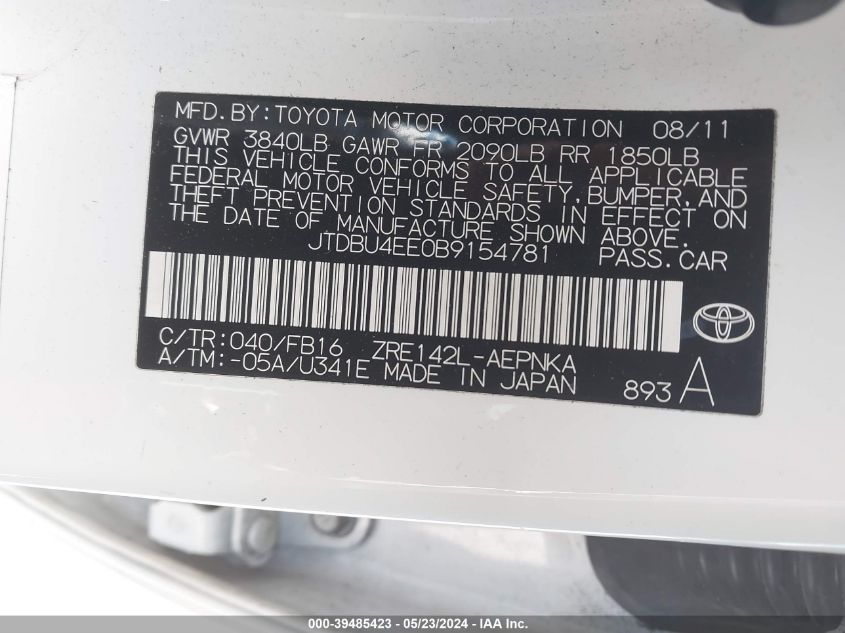 MFD.BY:TOYOTA MOTOR CORPORATION 08/11
GVWR 3840LB GAWR FR 2090LB RR 1850LB
THIS VEHICLE CONFORMS TO ALL APPLICABLE
FEDERAL MOTOR VEHICLE SAFETY,BUMPER,AND
THEFT PREVENTION STANDARDS IN EFFECT ON
THE DATE OF MANUFACTURE SHOWN ABOVE.
JTDBU4EE0B9154781 PASS.CAR
C/TR:040/FB16 ZRE142L-AEPNKA
A/TM:-05A/U341E MADE IN JAPAN 893 A
000-39485423 - 05/23/2024 - IAA Inc.